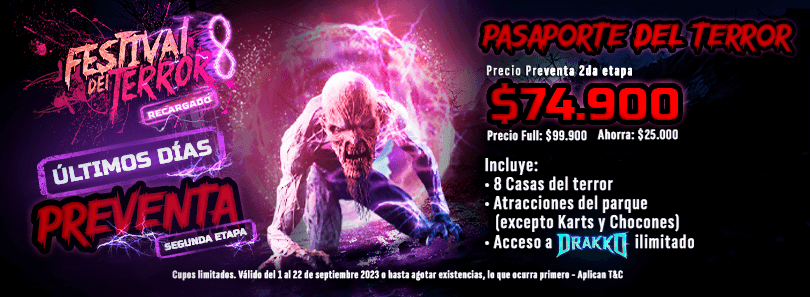 FESTIVAL 8
DEL TERROR
RECARGADO
ÚLTIMOS DÍAS
PREVENTA
SEGUNDA ETAPA
PASAPORTE DEL TERROR
Precio Preventa 2da etapa
$74.900
Precio Full: $99.900 Ahorra: $25.000
Incluye:
• 8 Casas del terror
• Atracciones del parque
(excepto Karts y Chocones)
• Acceso a DRAKKO ilimitado
Cupos limitados. Válido del 1 al 22 de septiembre 2023 o hasta agotar existencias, lo que ocurra primero - Aplican T&C